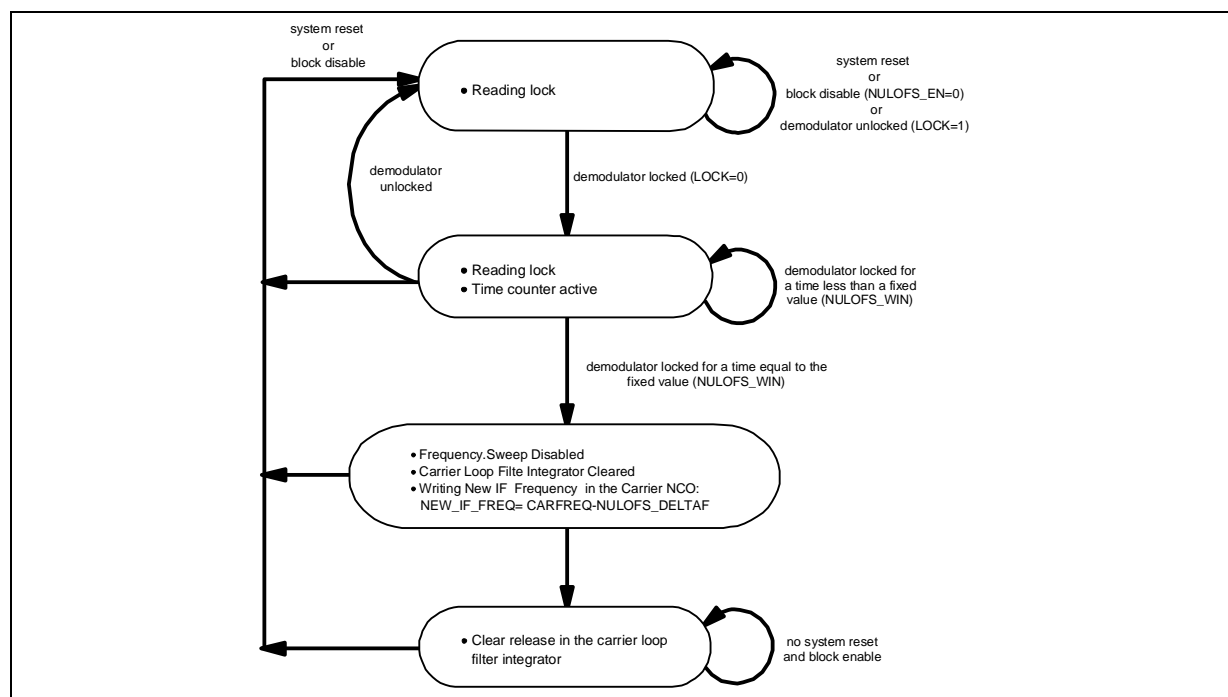 system reset
or
block disable
• Reading lock
system reset
or
block disable (NULOFS_EN=0)
or
demodulator unlocked (LOCK=1)
demodulator
unlocked
demodulator locked (LOCK=0)
• Reading lock
• Time counter active
demodulator locked for
a time less than a fixed
value (NULOFS_WIN)
demodulator locked for a time equal to the
fixed value (NULOFS_WIN)
• Frequency.Sweep Disabled
• Carrier Loop Filte Integrator Cleared
• Writing New IF Frequency in the Carrier NCO:
NEW_IF_FREQ= CARFREQ-NULOFS_DELTAF
• Clear release in the carrier loop
filter integrator
no system reset
and block enable